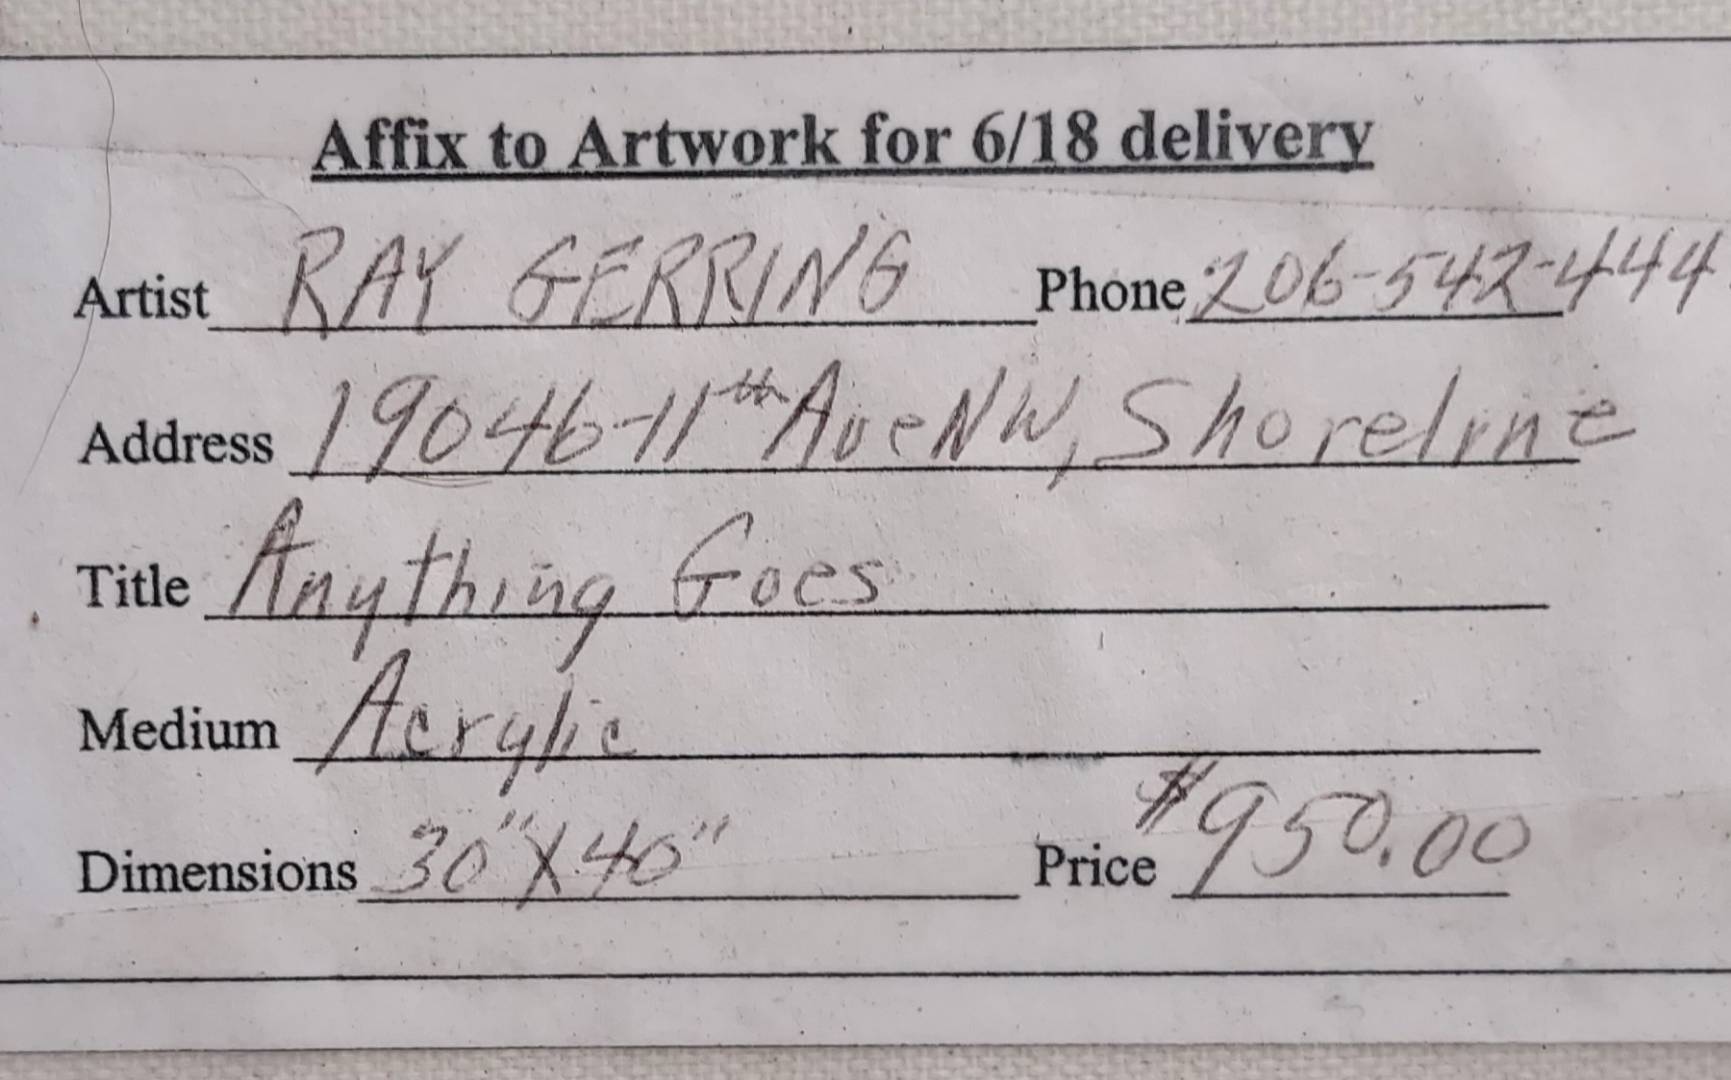 Affix to Artwork for 6/18 delivery
Artist RAY GERRING Phone 206-542-444
Address 19046-11th Ave NW, Shoreline
Title Anything Goes
Medium Acrylic
Dimensions 30" X 40" Price $950.00